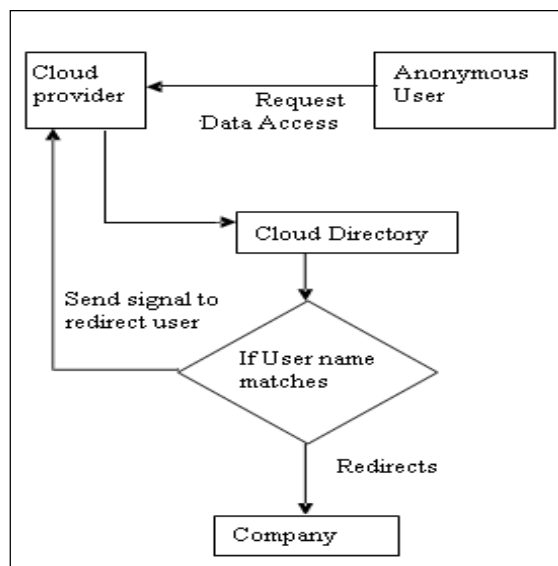 Cloud
provider
Anonymous
User
Request
Data Access
Cloud Directory
Send signal to
redirect user
If User name
matches
Redirects
Company